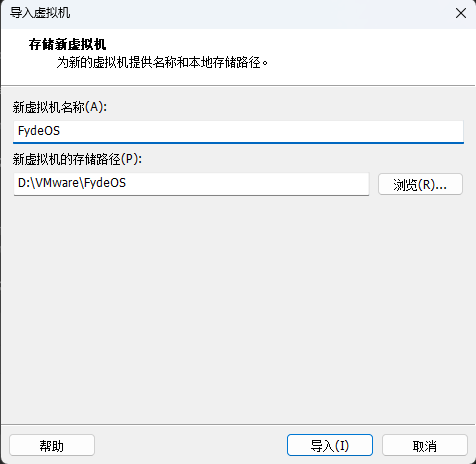 导入虚拟机
存储新虚拟机
为新的虚拟机提供名称和本地存储路径。
新虚拟机名称(A):
FydeOS
新虚拟机的存储路径(P):
D:\VMware\FydeOS
浏览(R)...
帮助
导入(I)
取消